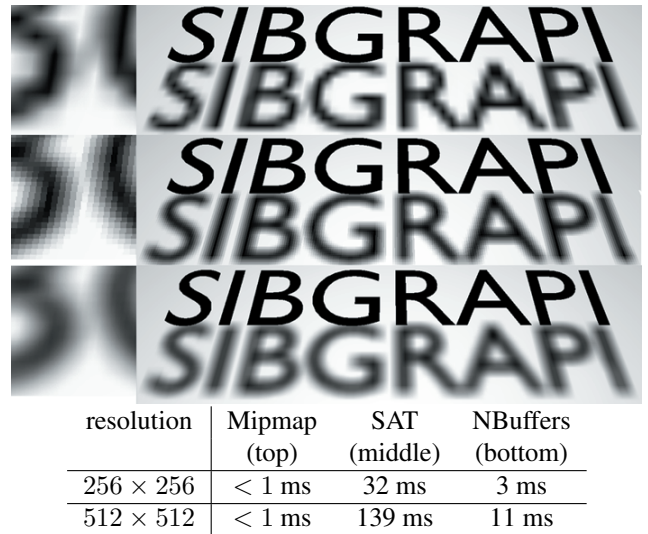 SIBGRAPI
SIBGRAPI
SIBGRAPI
SIBGRAPI
SIBGRAPI
SIBGRAPI
resolution Mipmap SAT NBuffers
(top) (middle) (bottom)
256 × 256 < 1 ms 32 ms 3 ms
512 × 512 < 1 ms 139 ms 11 ms